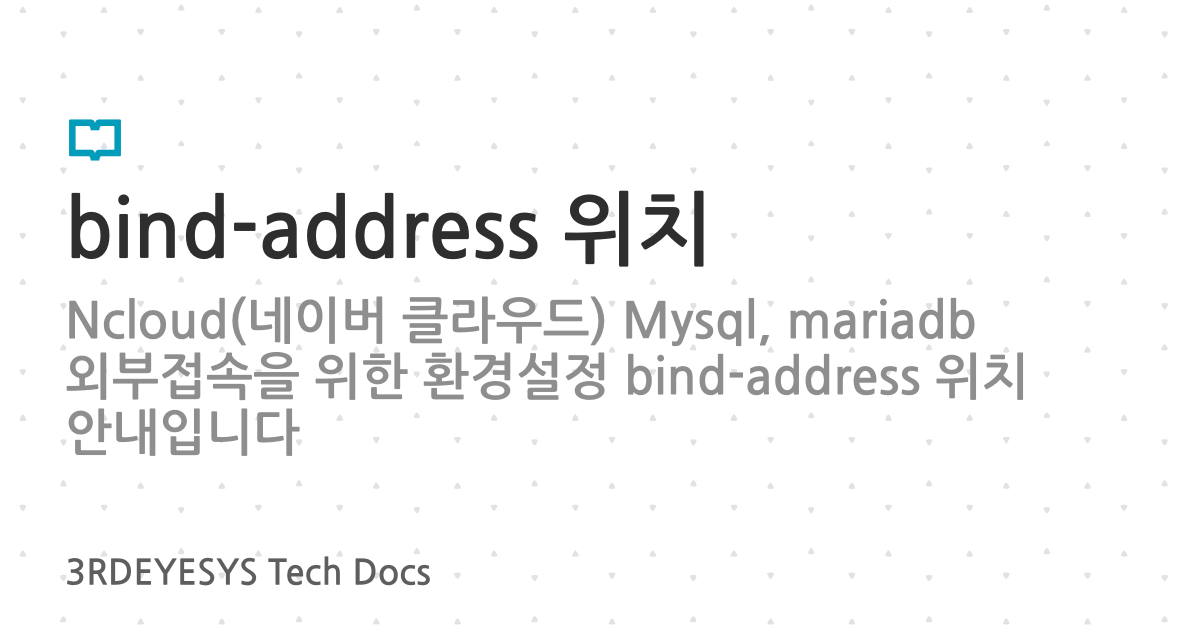 bind-address 위치
Ncloud(네이버 클라우드) Mysql, mariadb
외부접속을 위한 환경설정 bind-address 위치
안내입니다
3RDEYESYS Tech Docs